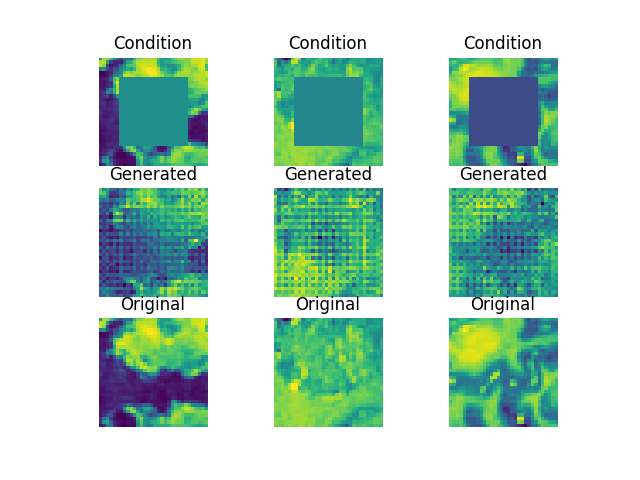 Condition Condition Condition
Generated Generated Generated
Original Original Original